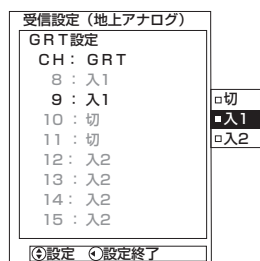 受信設定（地上アナログ）
GRT設定
CH： GRT
8 ： 入1
9 ： 入1
10 ： 切
11 ： 切
12 ： 入2
13 ： 入2
14 ： 入2
15 ： 入2
切
入1
入2
設定 設定終了